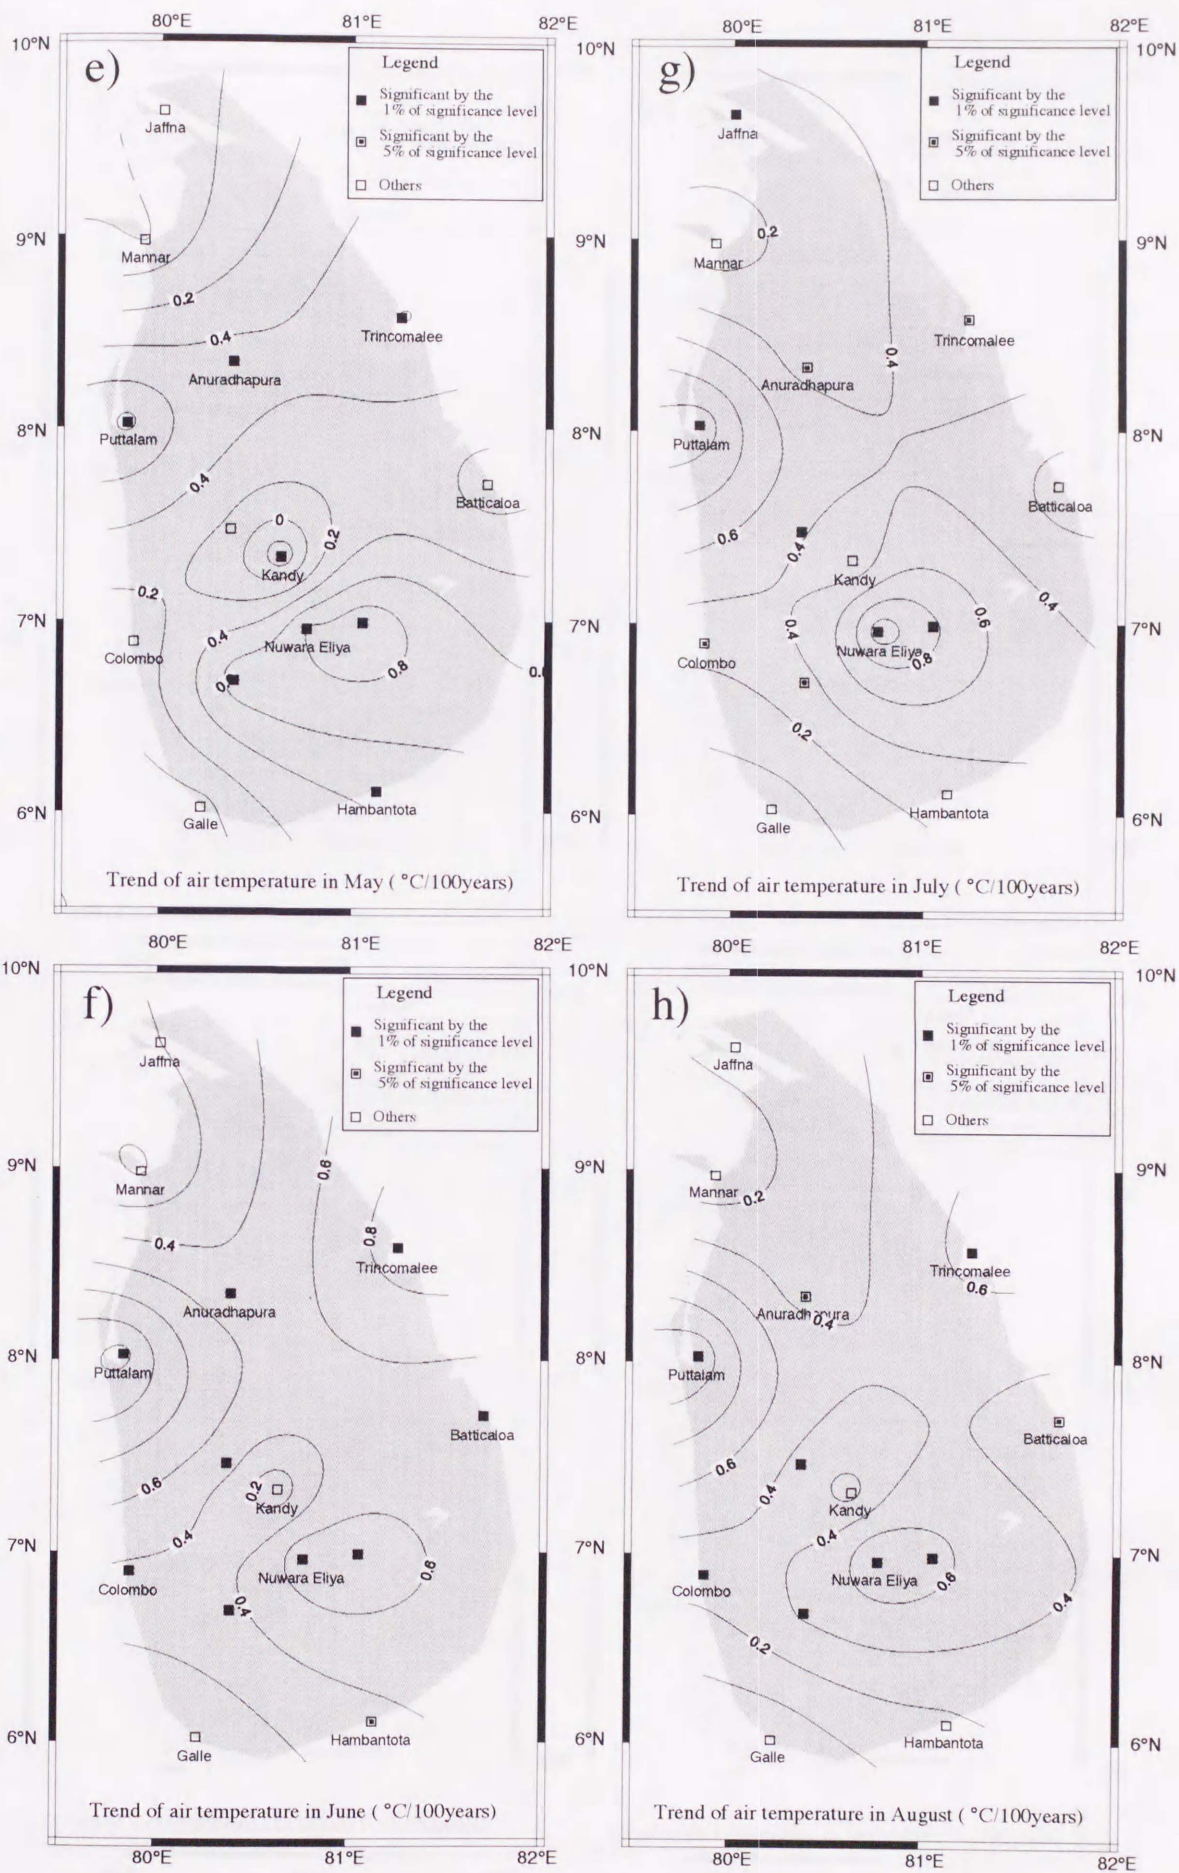 80°E 81°E 82°E
10°N
e)
Legend
Significant by the
1% of significance level
Significant by the
5% of significance level
Others
Jaffna
9°N
Mannar
0.2
0.4
Trincomalee
Anuradhapura
8°N
Puttalam
0.4
Batticaloa
0
0.2
Kandy
0.2
7°N
0.4
Colombo
Nuwara Eliya
0.8
6°N
Hambantota
Galle
Trend of air temperature in May ( °C/100years)
80°E 81°E 82°E
80°E 81°E 82°E
10°N 10°N
g)
Legend
Significant by the
1% of significance level
Significant by the
5% of significance level
Others
Jaffna
9°N 9°N
0.2
Mannar
Trincomalee
0.4
Anuradhapura
8°N 8°N
Puttalam
Batticaloa
0.6
0.4
Kandy
0.4
0.6
7°N 7°N
0.4
Nuwara Eliya
Colombo
0.8
0.2
6°N 6°N
Hambantota
Galle
Trend of air temperature in July ( °C/100years)
80°E 81°E 82°E
10°N
f)
Legend
Significant by the
1% of significance level
Significant by the
5% of significance level
Others
Jaffna
9°N
Mannar
0.6
0.4
0.8
Trincomalee
Anuradhapura
8°N
Puttalam
Batticaloa
0.6
0.2
Kandy
0.4
7°N
Nuwara Eliya
0.6
Colombo
0.4
6°N
Hambantota
Galle
Trend of air temperature in June ( °C/100years)
80°E 81°E 82°E
10°N 10°N
h)
Legend
Significant by the
1% of significance level
Significant by the
5% of significance level
Others
Jaffna
9°N 9°N
Mannar
0.2
Trincomalee
0.6
Anuradhapura
0.4
8°N 8°N
Puttalam
Batticaloa
0.6
0.4
Kandy
0.4
7°N 7°N
Nuwara Eliya
0.6
Colombo
0.4
0.2
6°N 6°N
Hambantota
Galle
Trend of air temperature in August ( °C/100years)
80°E 81°E 82°E